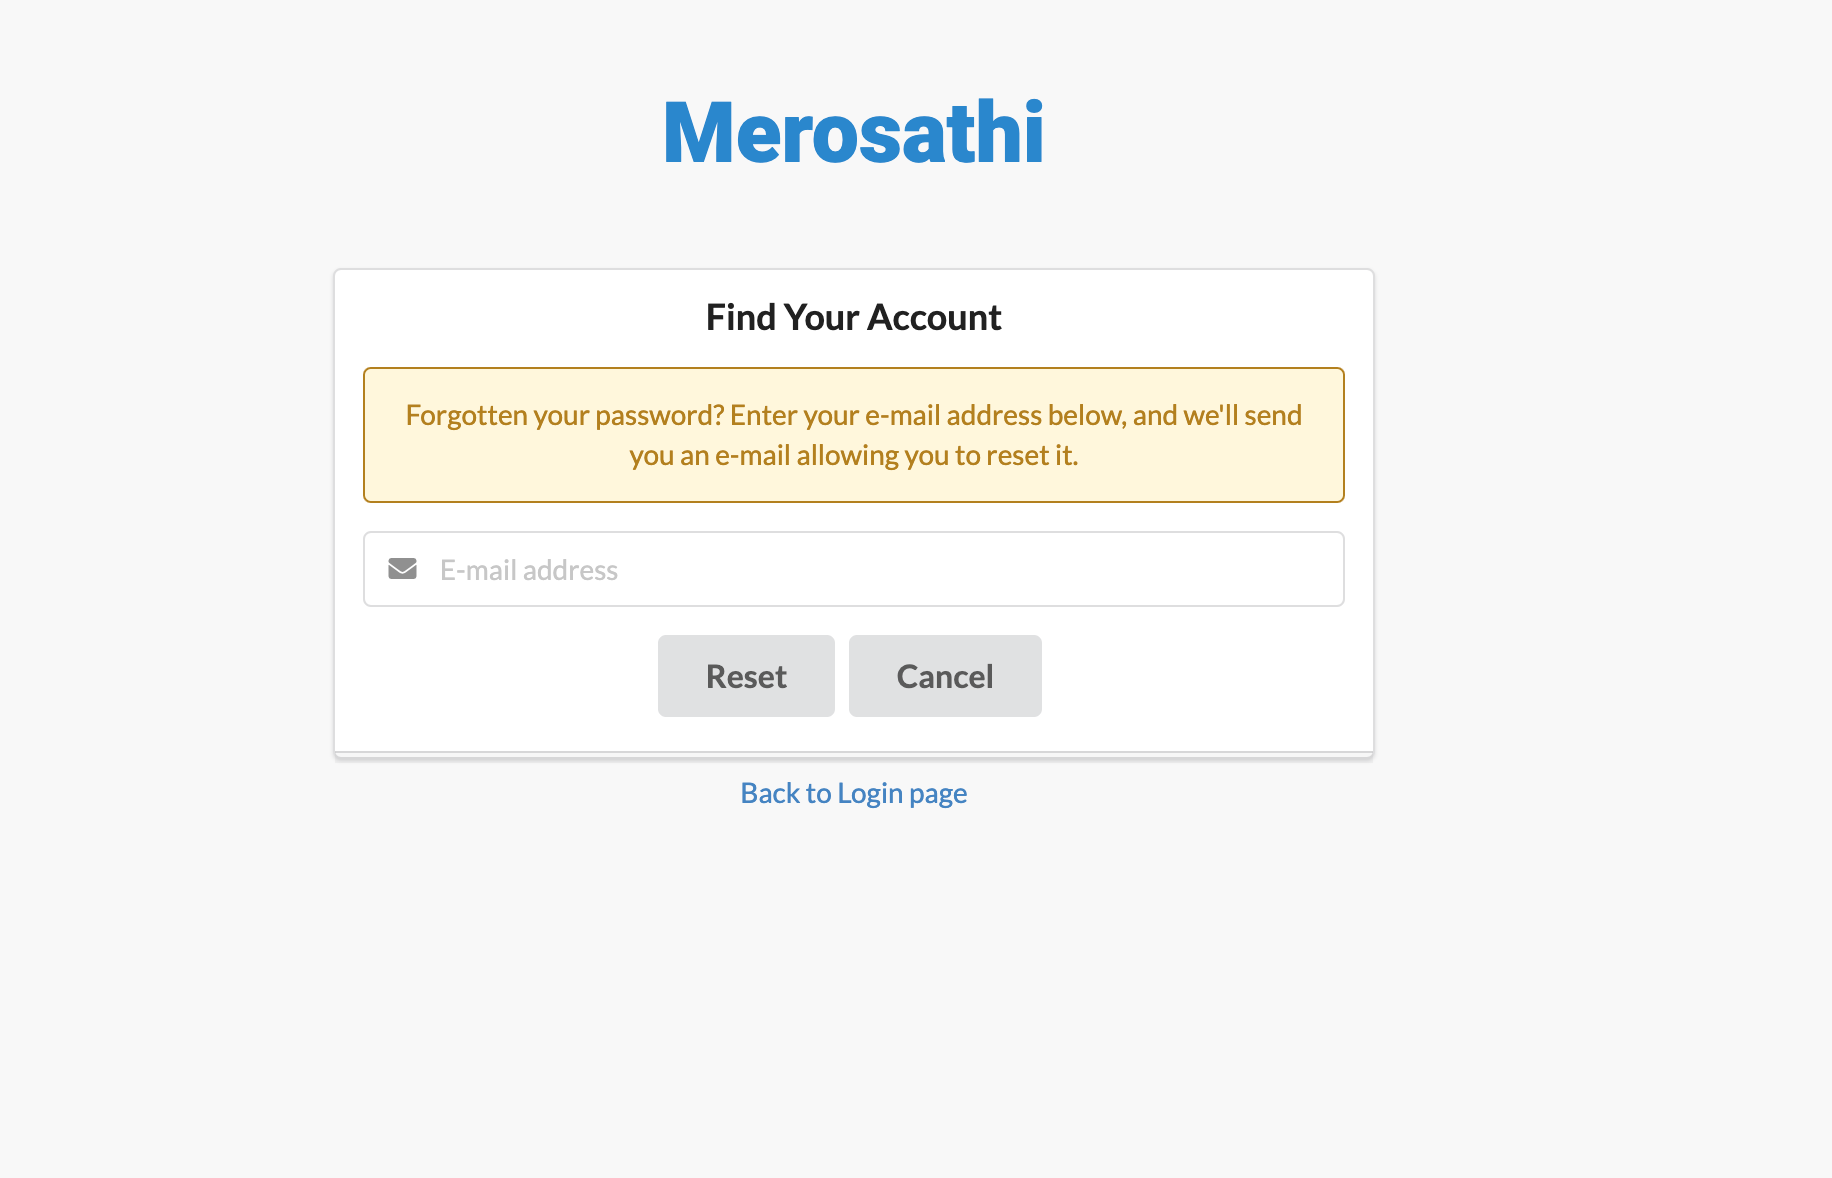 Merosathi
Find Your Account
Forgotten your password? Enter your e-mail address below, and we'll send
you an e-mail allowing you to reset it.
E-mail address
Reset Cancel
Back to Login page